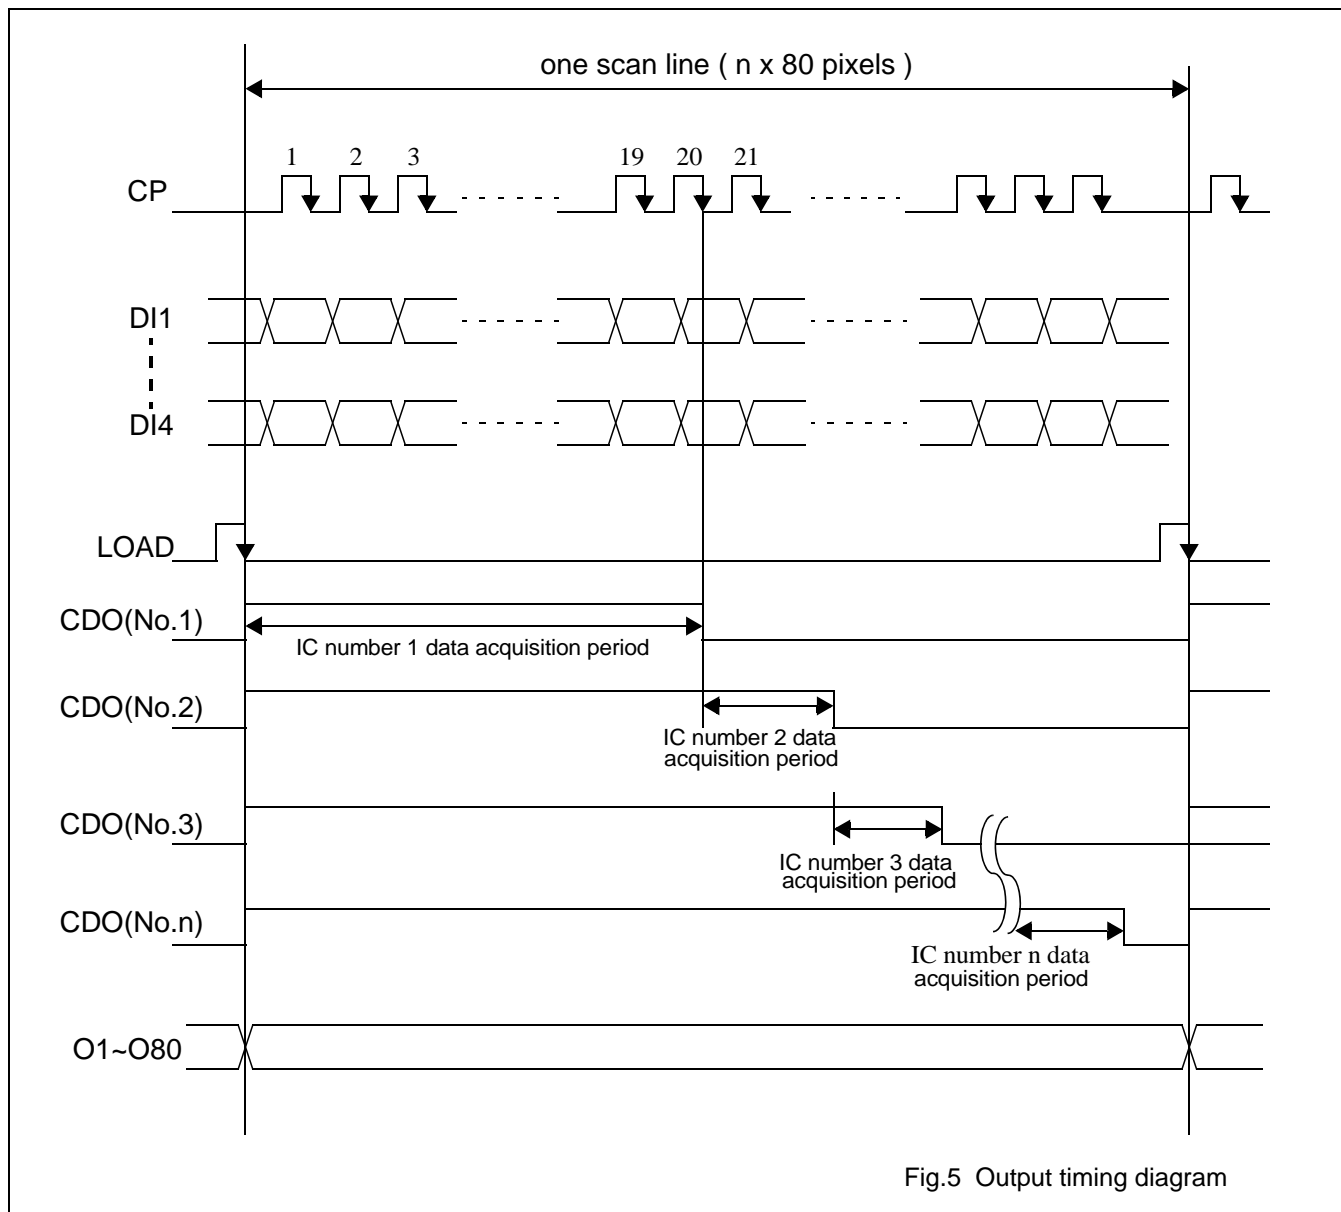 one scan line ( n x 80 pixels )
1 2 3 19 20 21
CP
DI1
DI4
LOAD
CDO(No.1)
IC number 1 data acquisition period
CDO(No.2)
IC number 2 data
acquisition period
CDO(No.3)
IC number 3 data
acquisition period
CDO(No.n)
IC number n data
acquisition period
O1~O80
Fig.5 Output timing diagram